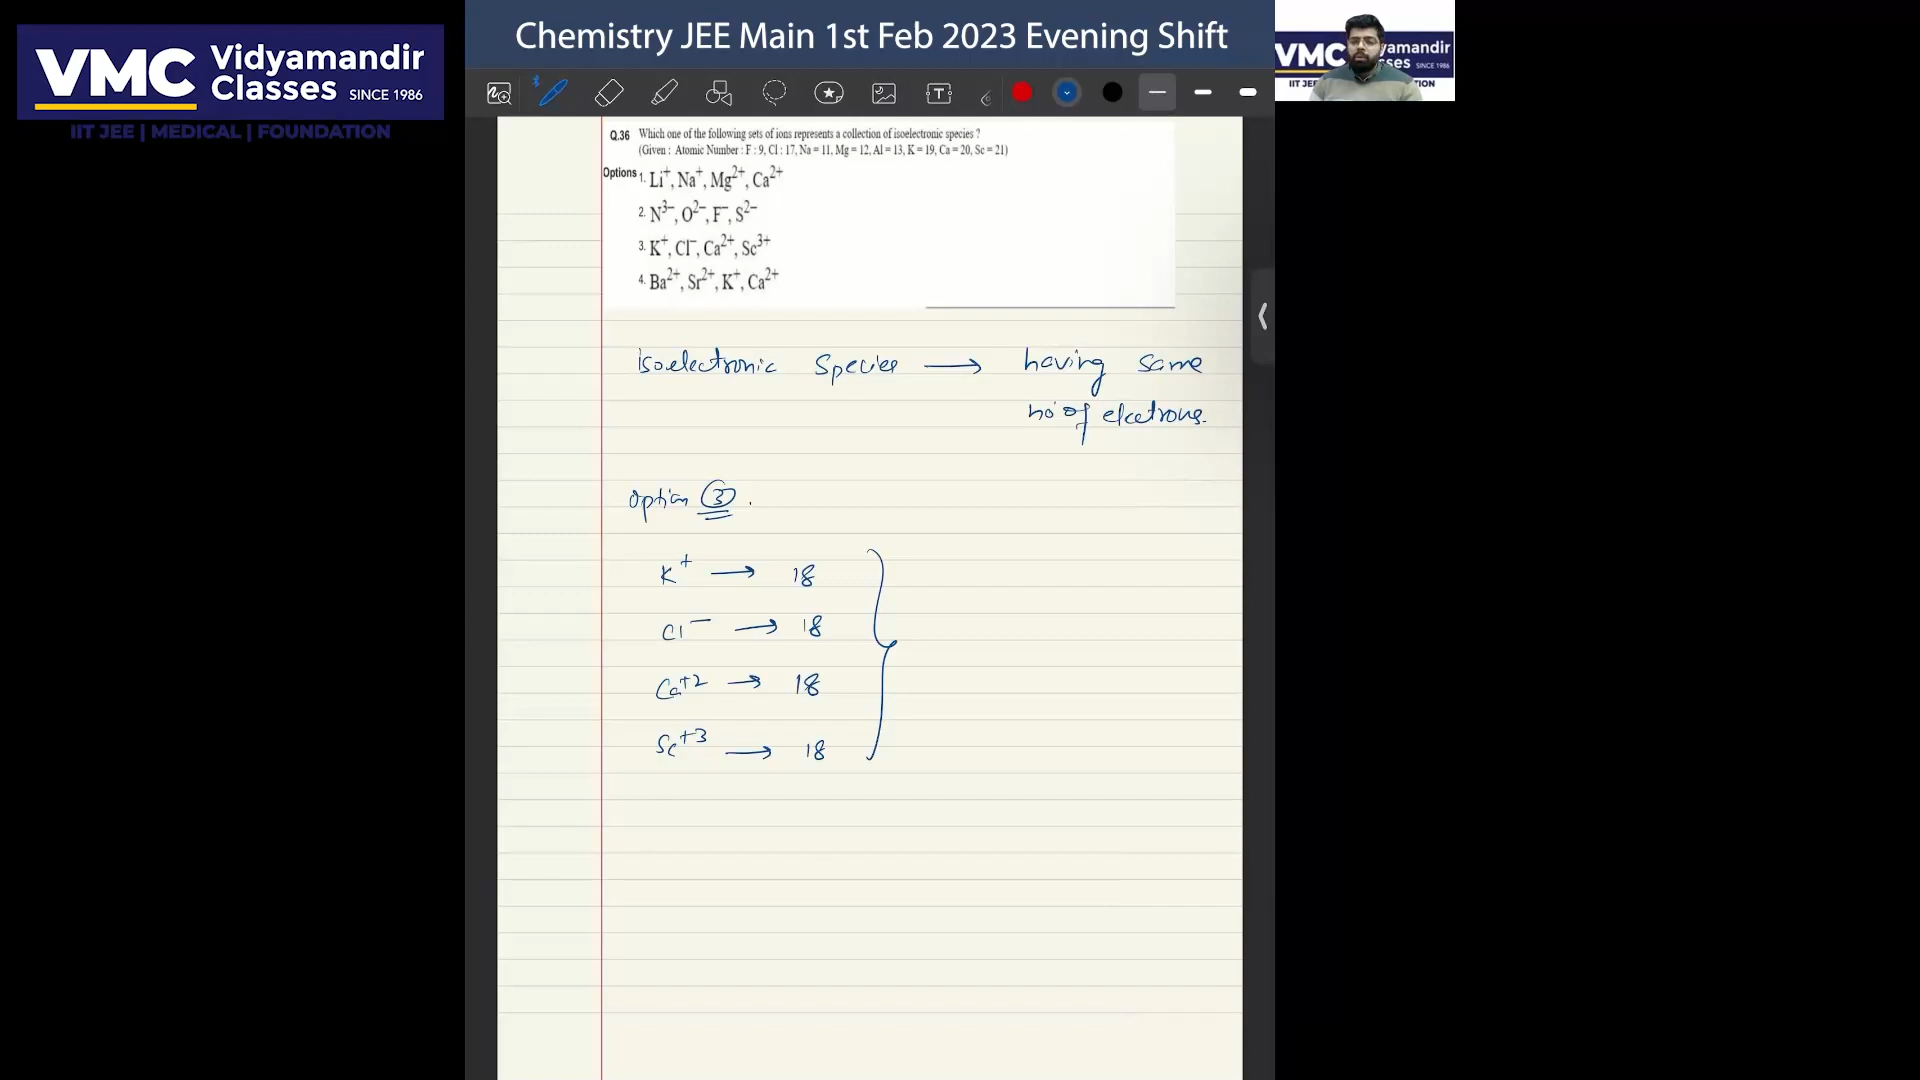 VMC Vidyamandir Classes SINCE 1986
IIT JEE | MEDICAL | FOUNDATION
Chemistry JEE Main 1st Feb 2023 Evening Shift
Q.36 Which one of the following sets of ions represents a collection of isoelectronic species ?
(Given : Atomic Number : F : 9, Cl : 17, Na = 11, Mg = 12, Al = 13, K = 19, Ca = 20, Sc = 21)
Options 1. Li⁺, Na⁺, Mg²⁺, Ca²⁺
2. N³⁻, O²⁻, F⁻, S²⁻
3. K⁺, Cl⁻, Ca²⁺, Sc³⁺
4. Ba²⁺, Sr²⁺, K⁺, Ca²⁺
isoelectronic species → having same
no of electrons.
option ③.
K⁺ → 18
Cl⁻ → 18
Ca⁺² → 18
Sc⁺³ → 18